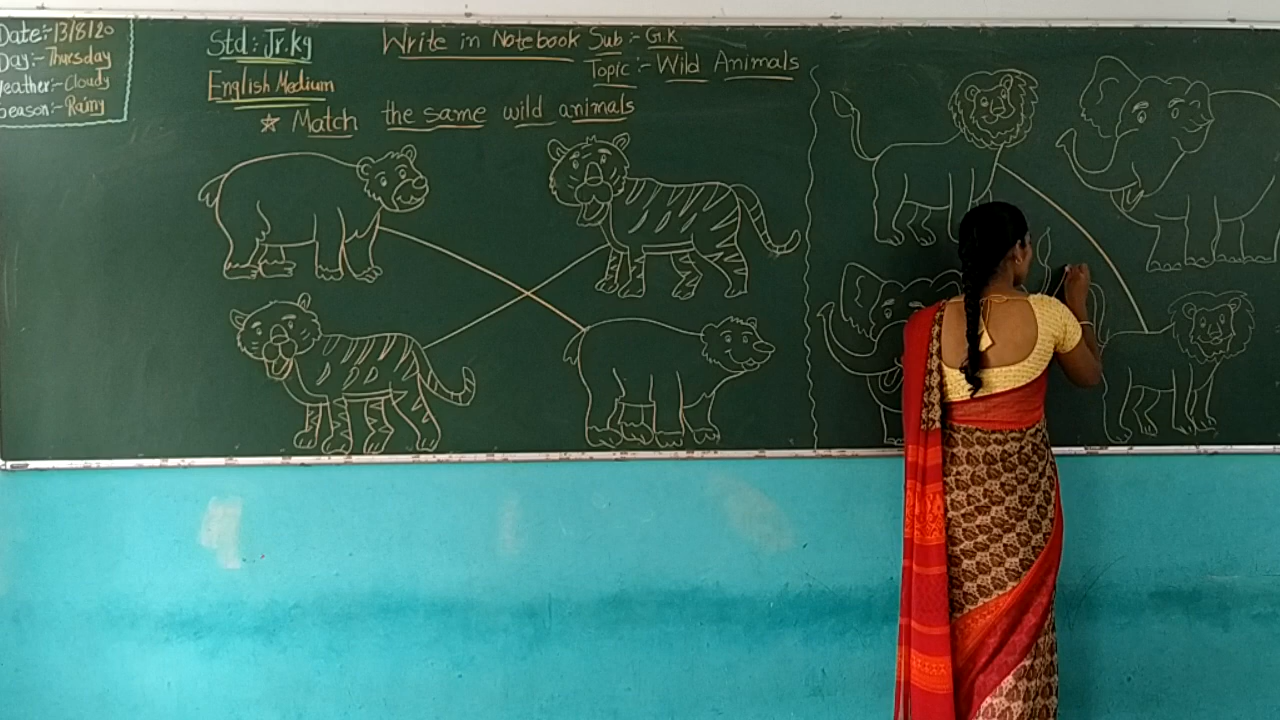 Date:-13/8/20
Day:- Thursday
Weather:- Cloudy
Season:- Rainy
Std:- Jr.kg
English Medium
Write in Notebook
Sub:- G.K
Topic:- Wild Animals
☆ Match the same wild animals